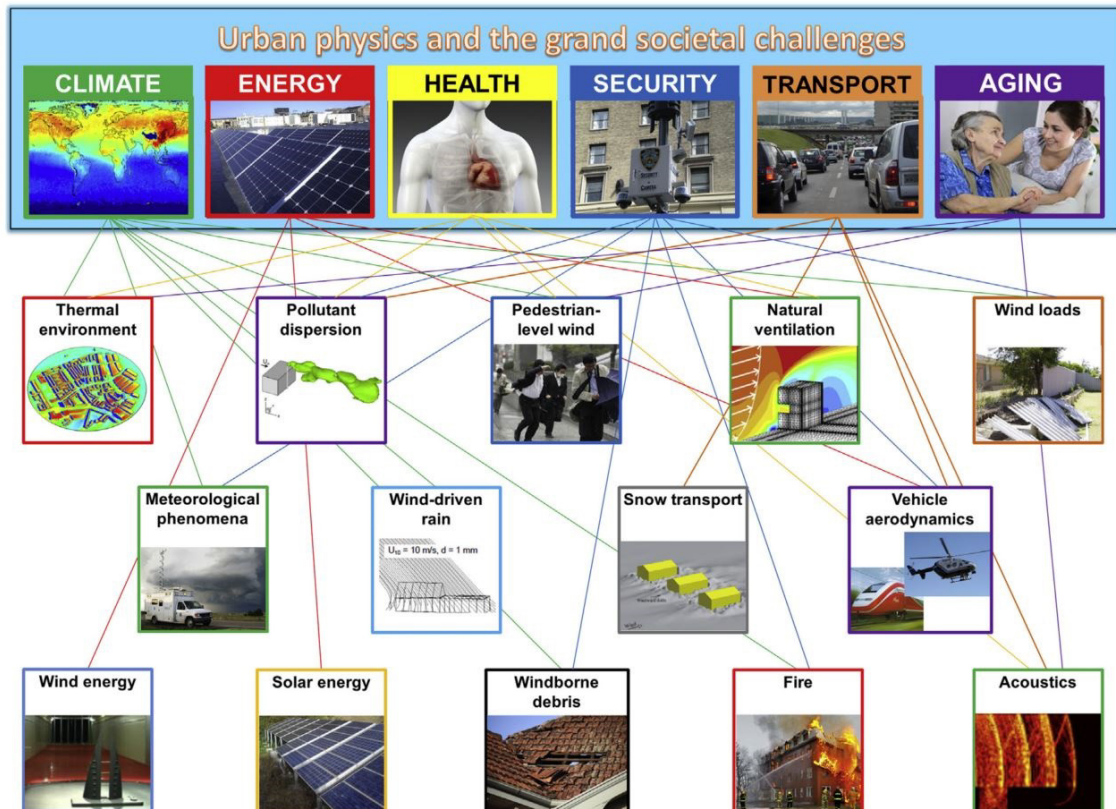 Urban physics and the grand societal challenges
CLIMATE
ENERGY
HEALTH
SECURITY
TRANSPORT
AGING
Thermal
environment
Pollutant
dispersion
Pedestrian-
level wind
Natural
ventilation
Wind loads
Meteorological
phenomena
Wind-driven
rain
U₁₀ = 10 m/s, d = 1 mm
Snow transport
Vehicle
aerodynamics
Wind energy
Solar energy
Windborne
debris
Fire
Acoustics